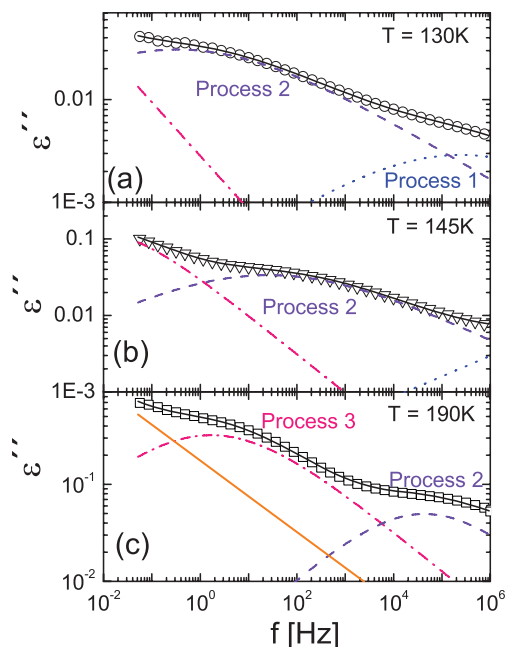 T = 130K
0.01
Process 2
ε´´
(a)
Process 1
1E-3
T = 145K
0.1
Process 2
0.01
ε´´
(b)
1E-3
T = 190K
Process 3
10⁻¹
Process 2
ε´´
(c)
10⁻²
10⁻² 10⁰ 10² 10⁴ 10⁶
f [Hz]